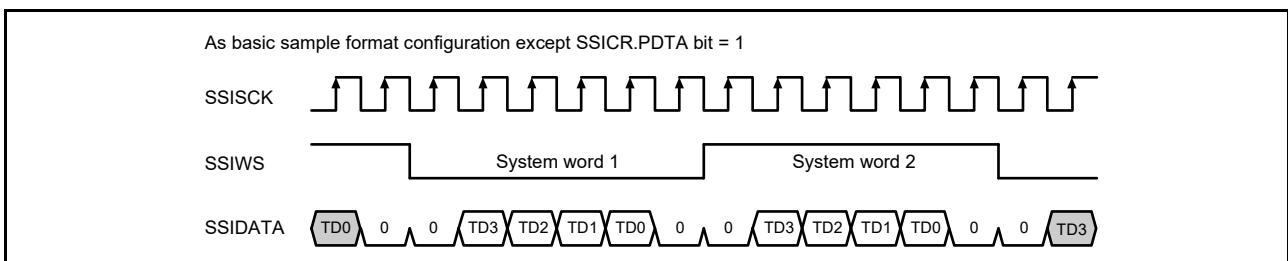 As basic sample format configuration except SSICR.PDTA bit = 1
SSISCK
SSIWS System word 1 System word 2
SSIDATA TD0 0 0 TD3 TD2 TD1 TD0 0 0 TD3 TD2 TD1 TD0 0 0 TD3